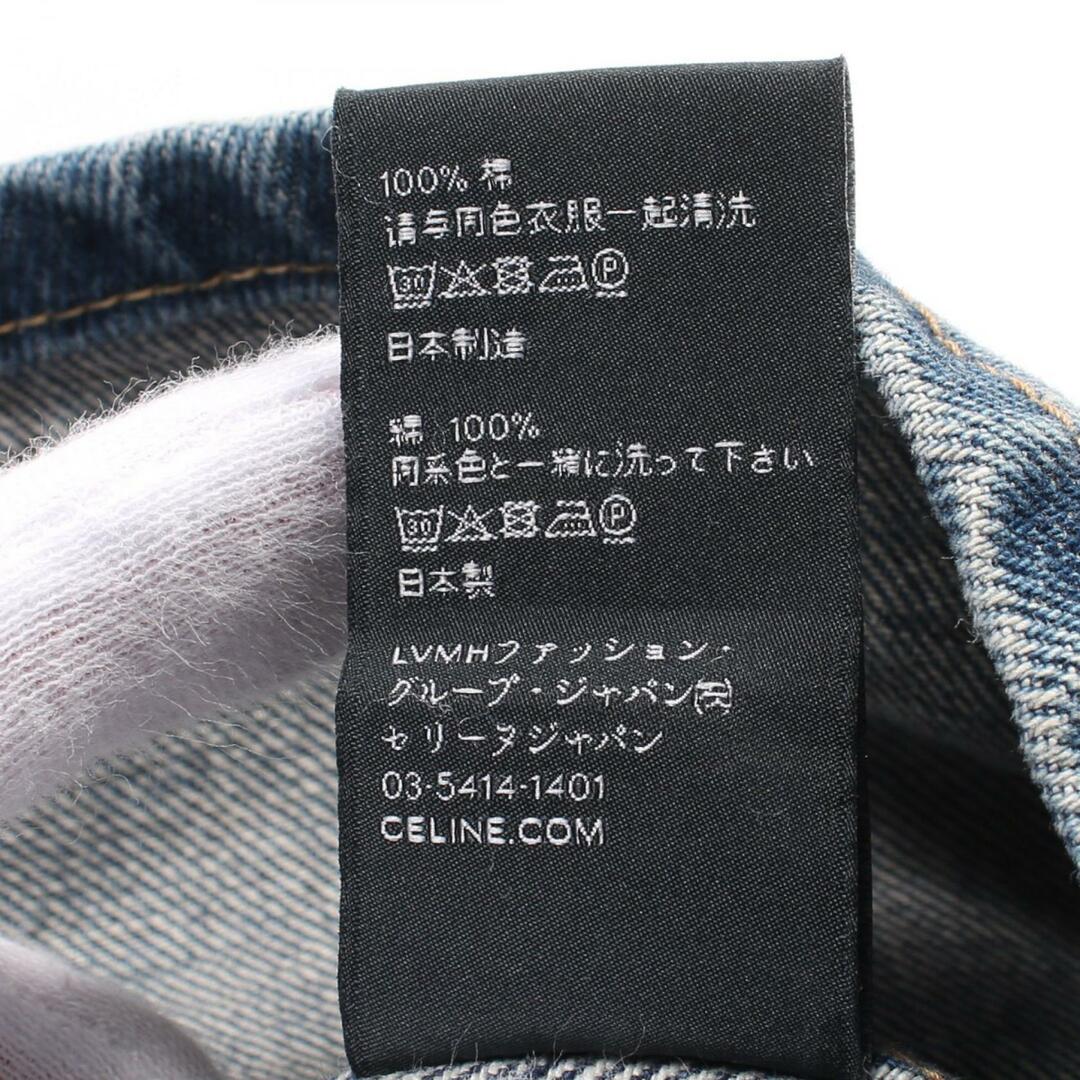 100% 棉
请与同色衣服一起清洗
30 P
日本制造
綿 100%
同系色と一緒に洗って下さい
30 P
日本製
LVMHファッション・
グループ・ジャパン㈱
セリーヌジャパン
03-5414-1401
CELINE.COM